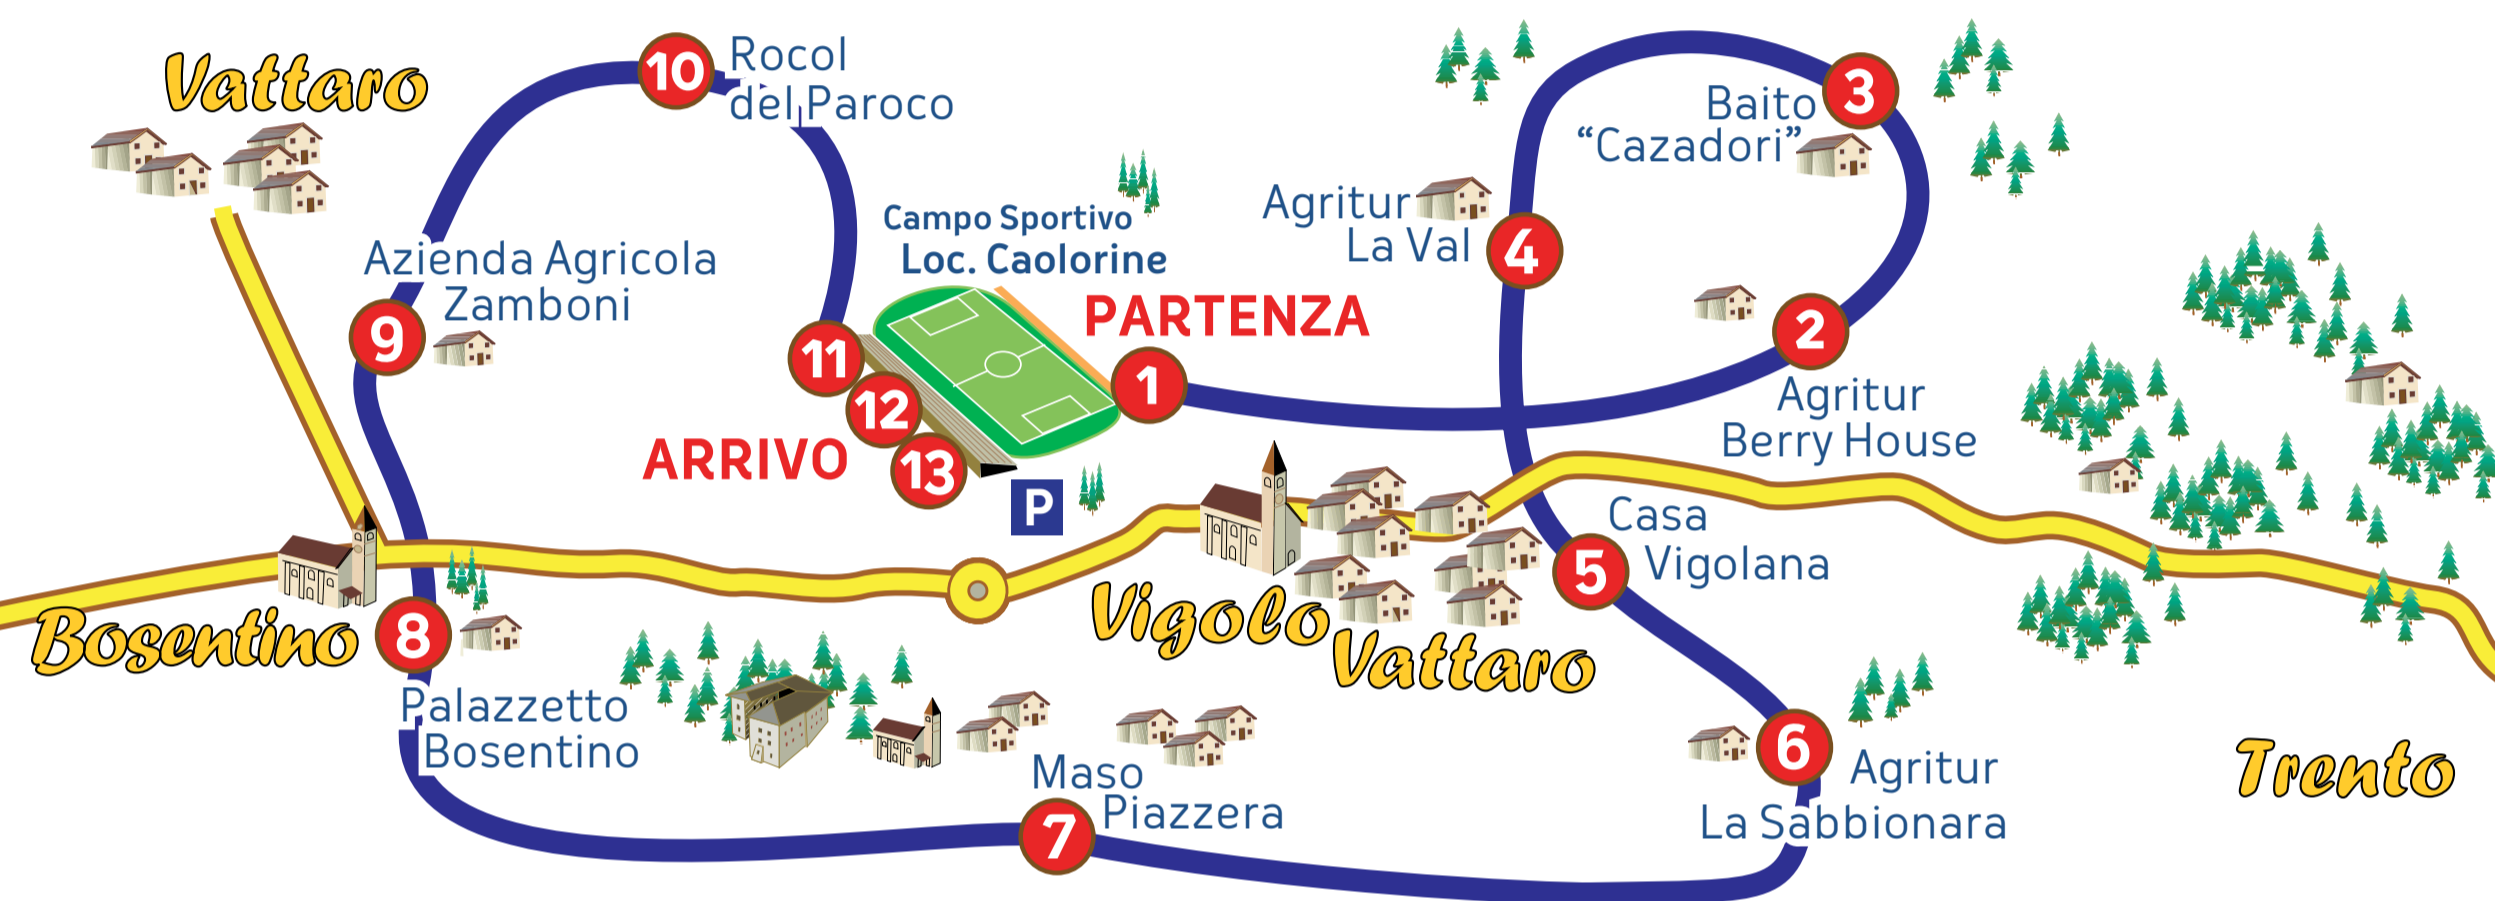 Vattaro
10
Rocol
del Paroco
3
Baito
“Cazadori”
Agritur
La Val
4
Campo Sportivo
Loc. Caolorine
Azienda Agricola
Zamboni
9
PARTENZA
1
2
Agritur
Berry House
11
12
13
ARRIVO
P
Casa
Vigolana
5
Bosentino
8
Vigolo
Vattaro
Palazzetto
Bosentino
Maso
Piazzera
7
6
Agritur
La Sabbionara
Trento